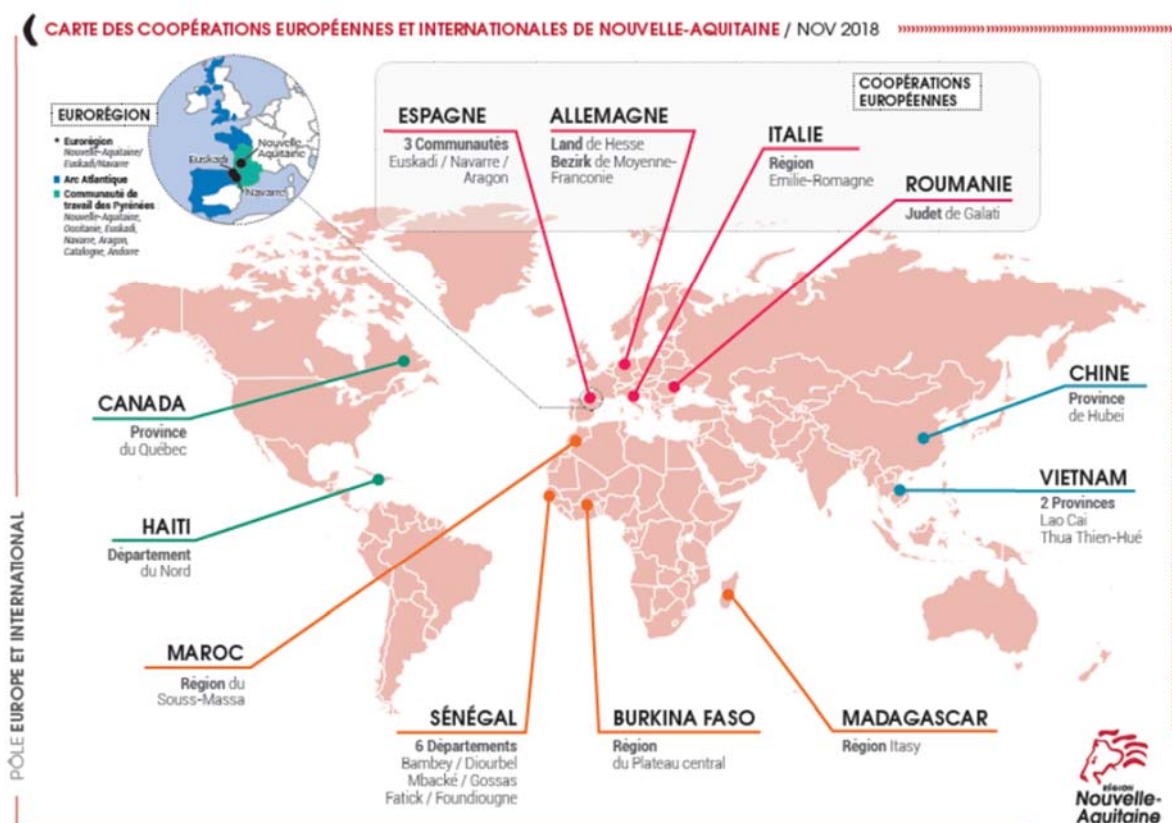 CARTE DES COOPÉRATIONS EUROPÉENNES ET INTERNATIONALES DE NOUVELLE-AQUITAINE / NOV 2018
EURORÉGION
* Eurorégion
Nouvelle-Aquitaine/
Euskadi/Navarre
Arc Atlantique
Communauté de
travail des Pyrénées
Nouvelle-Aquitaine,
Occitanie, Euskadi,
Navarre, Aragon,
Catalogne, Andorre
Nouvelle
Aquitaine
Euskadi
Navarre
COOPÉRATIONS
EUROPÉENNES
ESPAGNE
3 Communautés
Euskadi / Navarre /
Aragon
ALLEMAGNE
Land de Hesse
Bezirk de Moyenne-
Franconie
ITALIE
Région
Emilie-Romagne
ROUMANIE
Judet de Galati
CANADA
Province
du Québec
HAITI
Département
du Nord
CHINE
Province
de Hubei
VIETNAM
2 Provinces
Lao Cai
Thua Thien-Hué
MAROC
Région du
Souss-Massa
SÉNÉGAL
6 Départements
Bambey / Diourbel
Mbacké / Gossas
Fatick / Foundiougne
BURKINA FASO
Région
du Plateau central
MADAGASCAR
Région Itasy
PÔLE EUROPE ET INTERNATIONAL
RÉGION
Nouvelle-
Aquitaine